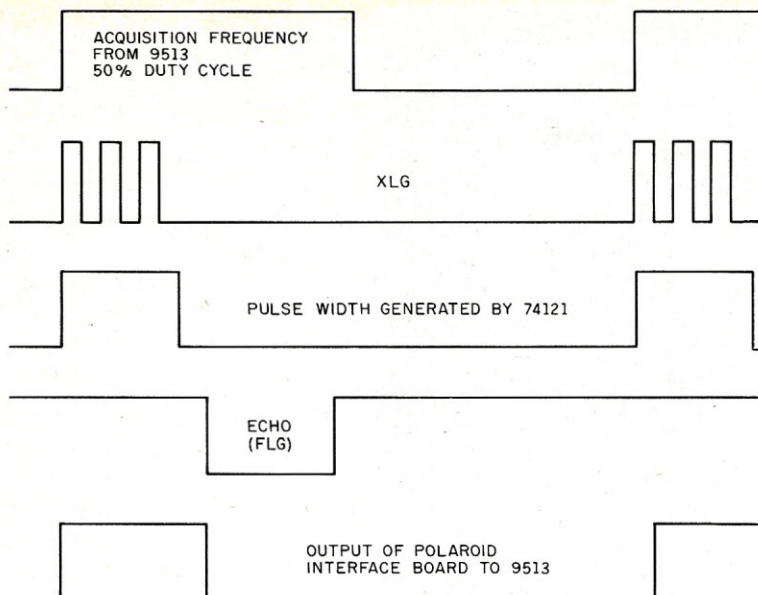 ACQUISITION FREQUENCY
FROM 9513
50% DUTY CYCLE
XLG
PULSE WIDTH GENERATED BY 74121
ECHO
(FLG)
OUTPUT OF POLAROID
INTERFACE BOARD TO 9513